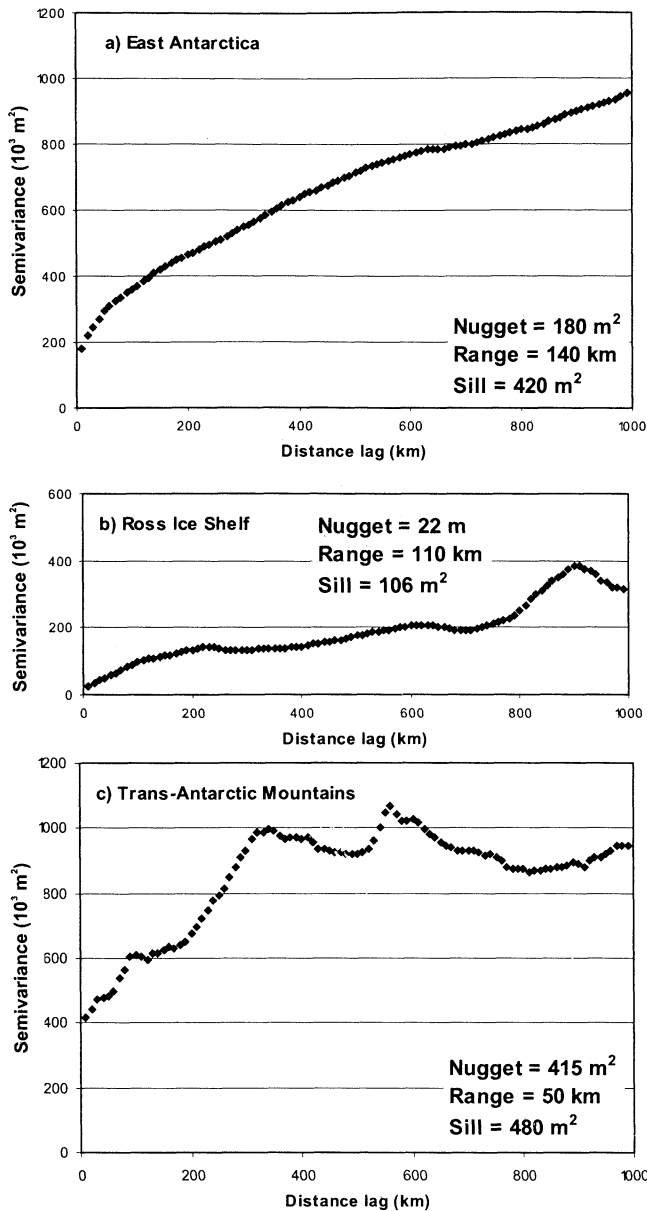 a) East Antarctica
Semivariance (10³ m²)
1200
1000
800
600
400
200
0
Nugget = 180 m²
Range = 140 km
Sill = 420 m²
0 200 400 600 800 1000
Distance lag (km)
b) Ross Ice Shelf
Semivariance (10³ m²)
600
400
200
0
Nugget = 22 m
Range = 110 km
Sill = 106 m²
0 200 400 600 800 1000
Distance lag (km)
c) Trans-Antarctic Mountains
Semivariance (10³ m²)
1200
1000
800
600
400
200
0
Nugget = 415 m²
Range = 50 km
Sill = 480 m²
0 200 400 600 800 1000
Distance lag (km)